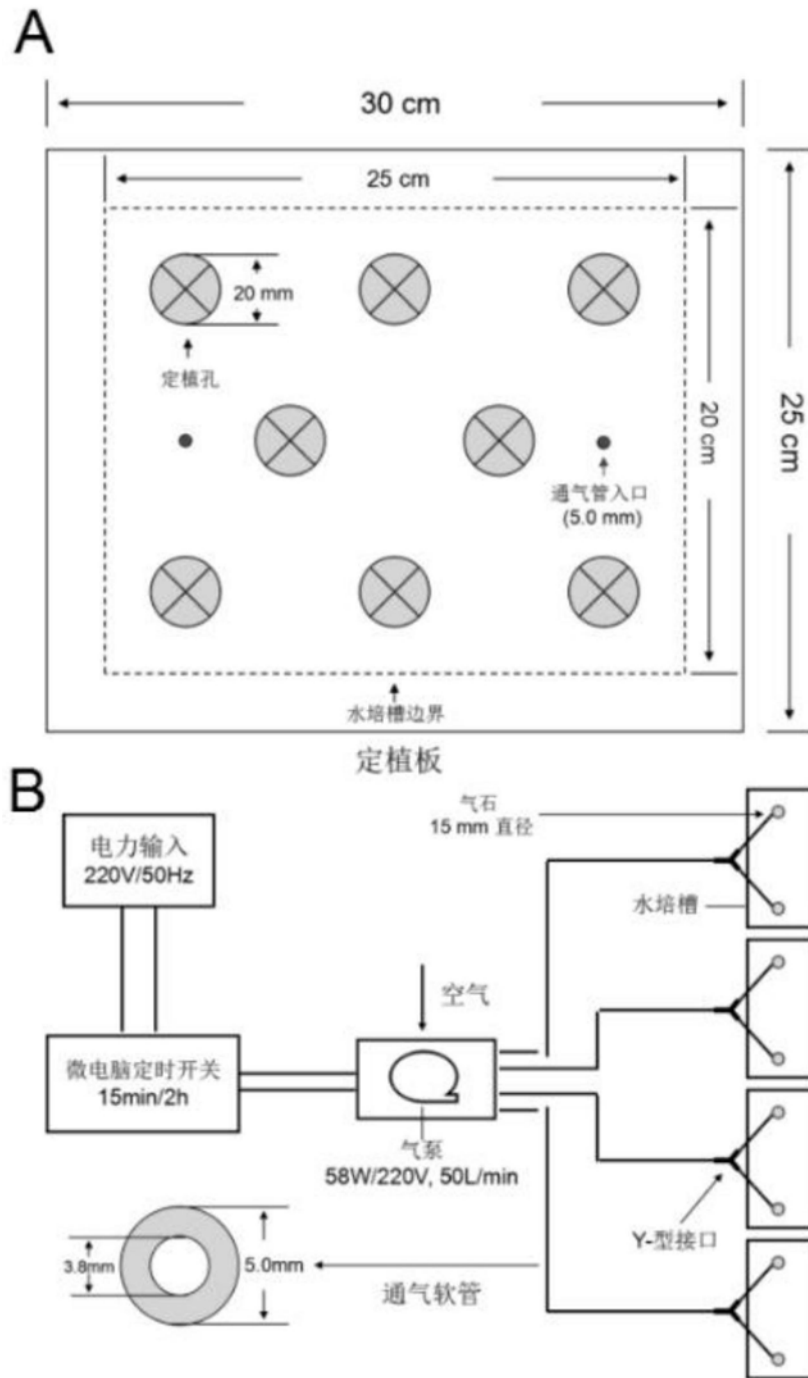 A
30 cm
25 cm
20 mm
定植孔
20 cm
25 cm
通气管入口
(5.0 mm)
水培槽边界
定植板
B
气石
15 mm 直径
电力输入
220V/50Hz
水培槽
空气
微电脑定时开关
15min/2h
气泵
58W/220V, 50L/min
Y-型接口
3.8mm
5.0mm
通气软管